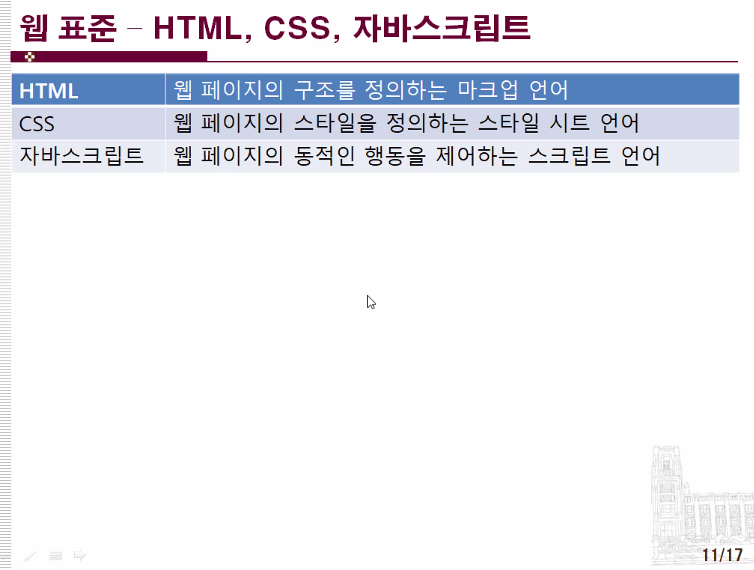 웹 표준 – HTML, CSS, 자바스크립트
HTML 웹 페이지의 구조를 정의하는 마크업 언어
CSS 웹 페이지의 스타일을 정의하는 스타일 시트 언어
자바스크립트 웹 페이지의 동적인 행동을 제어하는 스크립트 언어
11/17